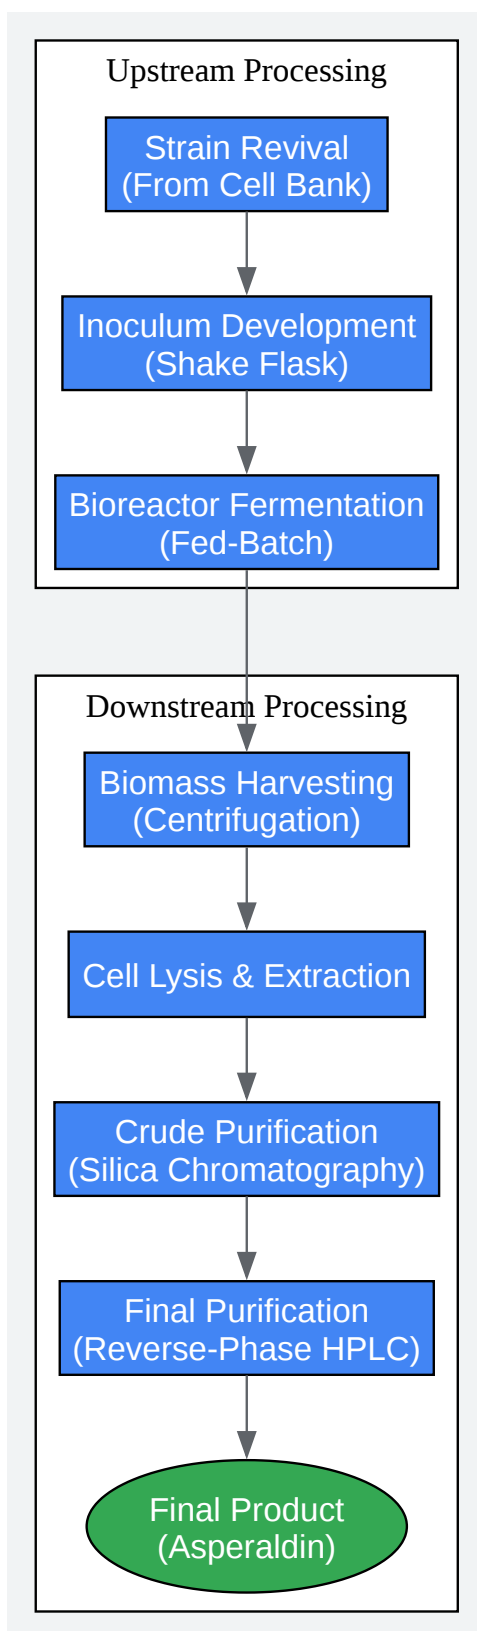 Upstream Processing
Strain Revival
(From Cell Bank)
Inoculum Development
(Shake Flask)
Bioreactor Fermentation
(Fed-Batch)
Downstream Processing
Biomass Harvesting
(Centrifugation)
Cell Lysis & Extraction
Crude Purification
(Silica Chromatography)
Final Purification
(Reverse-Phase HPLC)
Final Product
(Asperaldin)